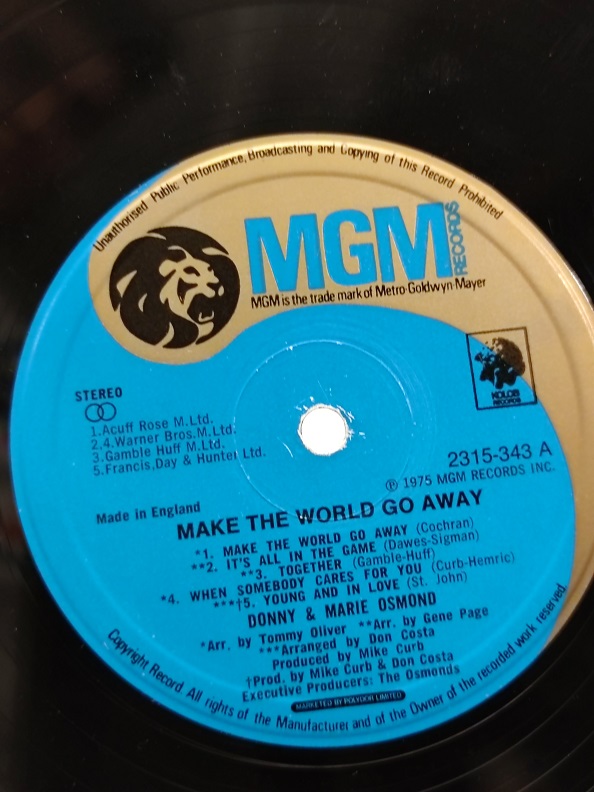 Unauthorised Public Performance, Broadcasting and Copying of this Record Prohibited
MGM
RECORDS
MGM is the trade mark of Metro-Goldwyn-Mayer
KOLOB
RECORDS
STEREO
1.Acuff Rose M.Ltd.
2.4.Warner Bros.M.Ltd.
3.Gamble Huff M.Ltd.
5.Francis,Day & Hunter Ltd.
2315-343 A
℗ 1975 MGM RECORDS INC.
Made in England
MAKE THE WORLD GO AWAY
*1. MAKE THE WORLD GO AWAY (Cochran)
**2. IT'S ALL IN THE GAME (Dawes-Sigman)
**3. TOGETHER (Gamble-Huff)
*4. WHEN SOMEBODY CARES FOR YOU (Curb-Hemric)
***†5. YOUNG AND IN LOVE (St. John)
DONNY & MARIE OSMOND
*Arr. by Tommy Oliver **Arr. by Gene Page
***Arranged by Don Costa
Produced by Mike Curb
†Prod. by Mike Curb & Don Costa
Executive Producers: The Osmonds
MARKETED BY POLYDOR LIMITED
Copyright Record. All rights of the Manufacturer and of the Owner of the recorded work reserved.